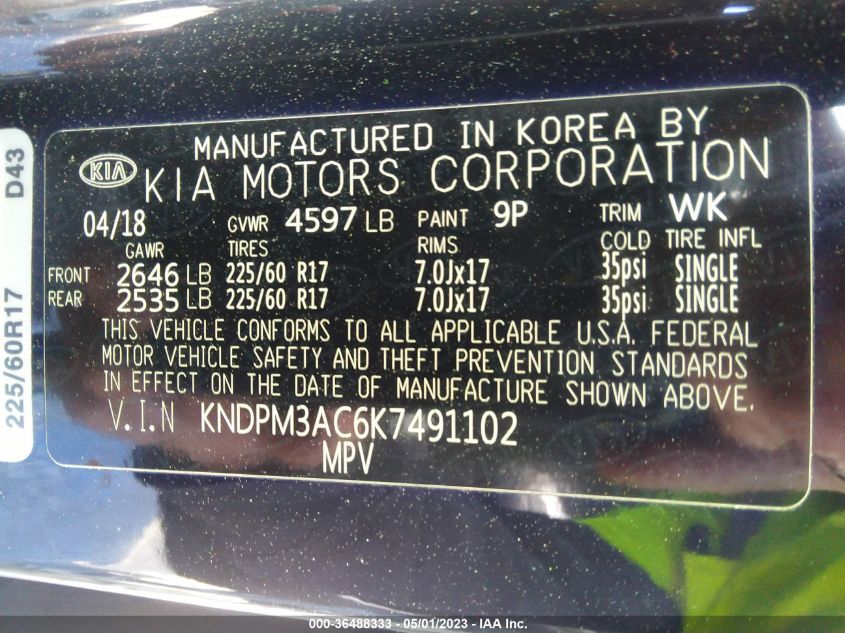 MANUFACTURED IN KOREA BY
KIA KIA MOTORS CORPORATION
04/18 GVWR 4597 LB PAINT 9P TRIM WK
GAWR TIRES RIMS COLD TIRE INFL
FRONT 2646 LB 225/60 R17 7.0Jx17 35psi SINGLE
REAR 2535 LB 225/60 R17 7.0Jx17 35psi SINGLE
THIS VEHICLE CONFORMS TO ALL APPLICABLE U.S.A. FEDERAL
MOTOR VEHICLE SAFETY AND THEFT PREVENTION STANDARDS
IN EFFECT ON THE DATE OF MANUFACTURE SHOWN ABOVE.
V.I.N KNDPM3AC6K7491102
MPV
225/60R17 D43
000-36488333 - 05/01/2023 - IAA Inc.